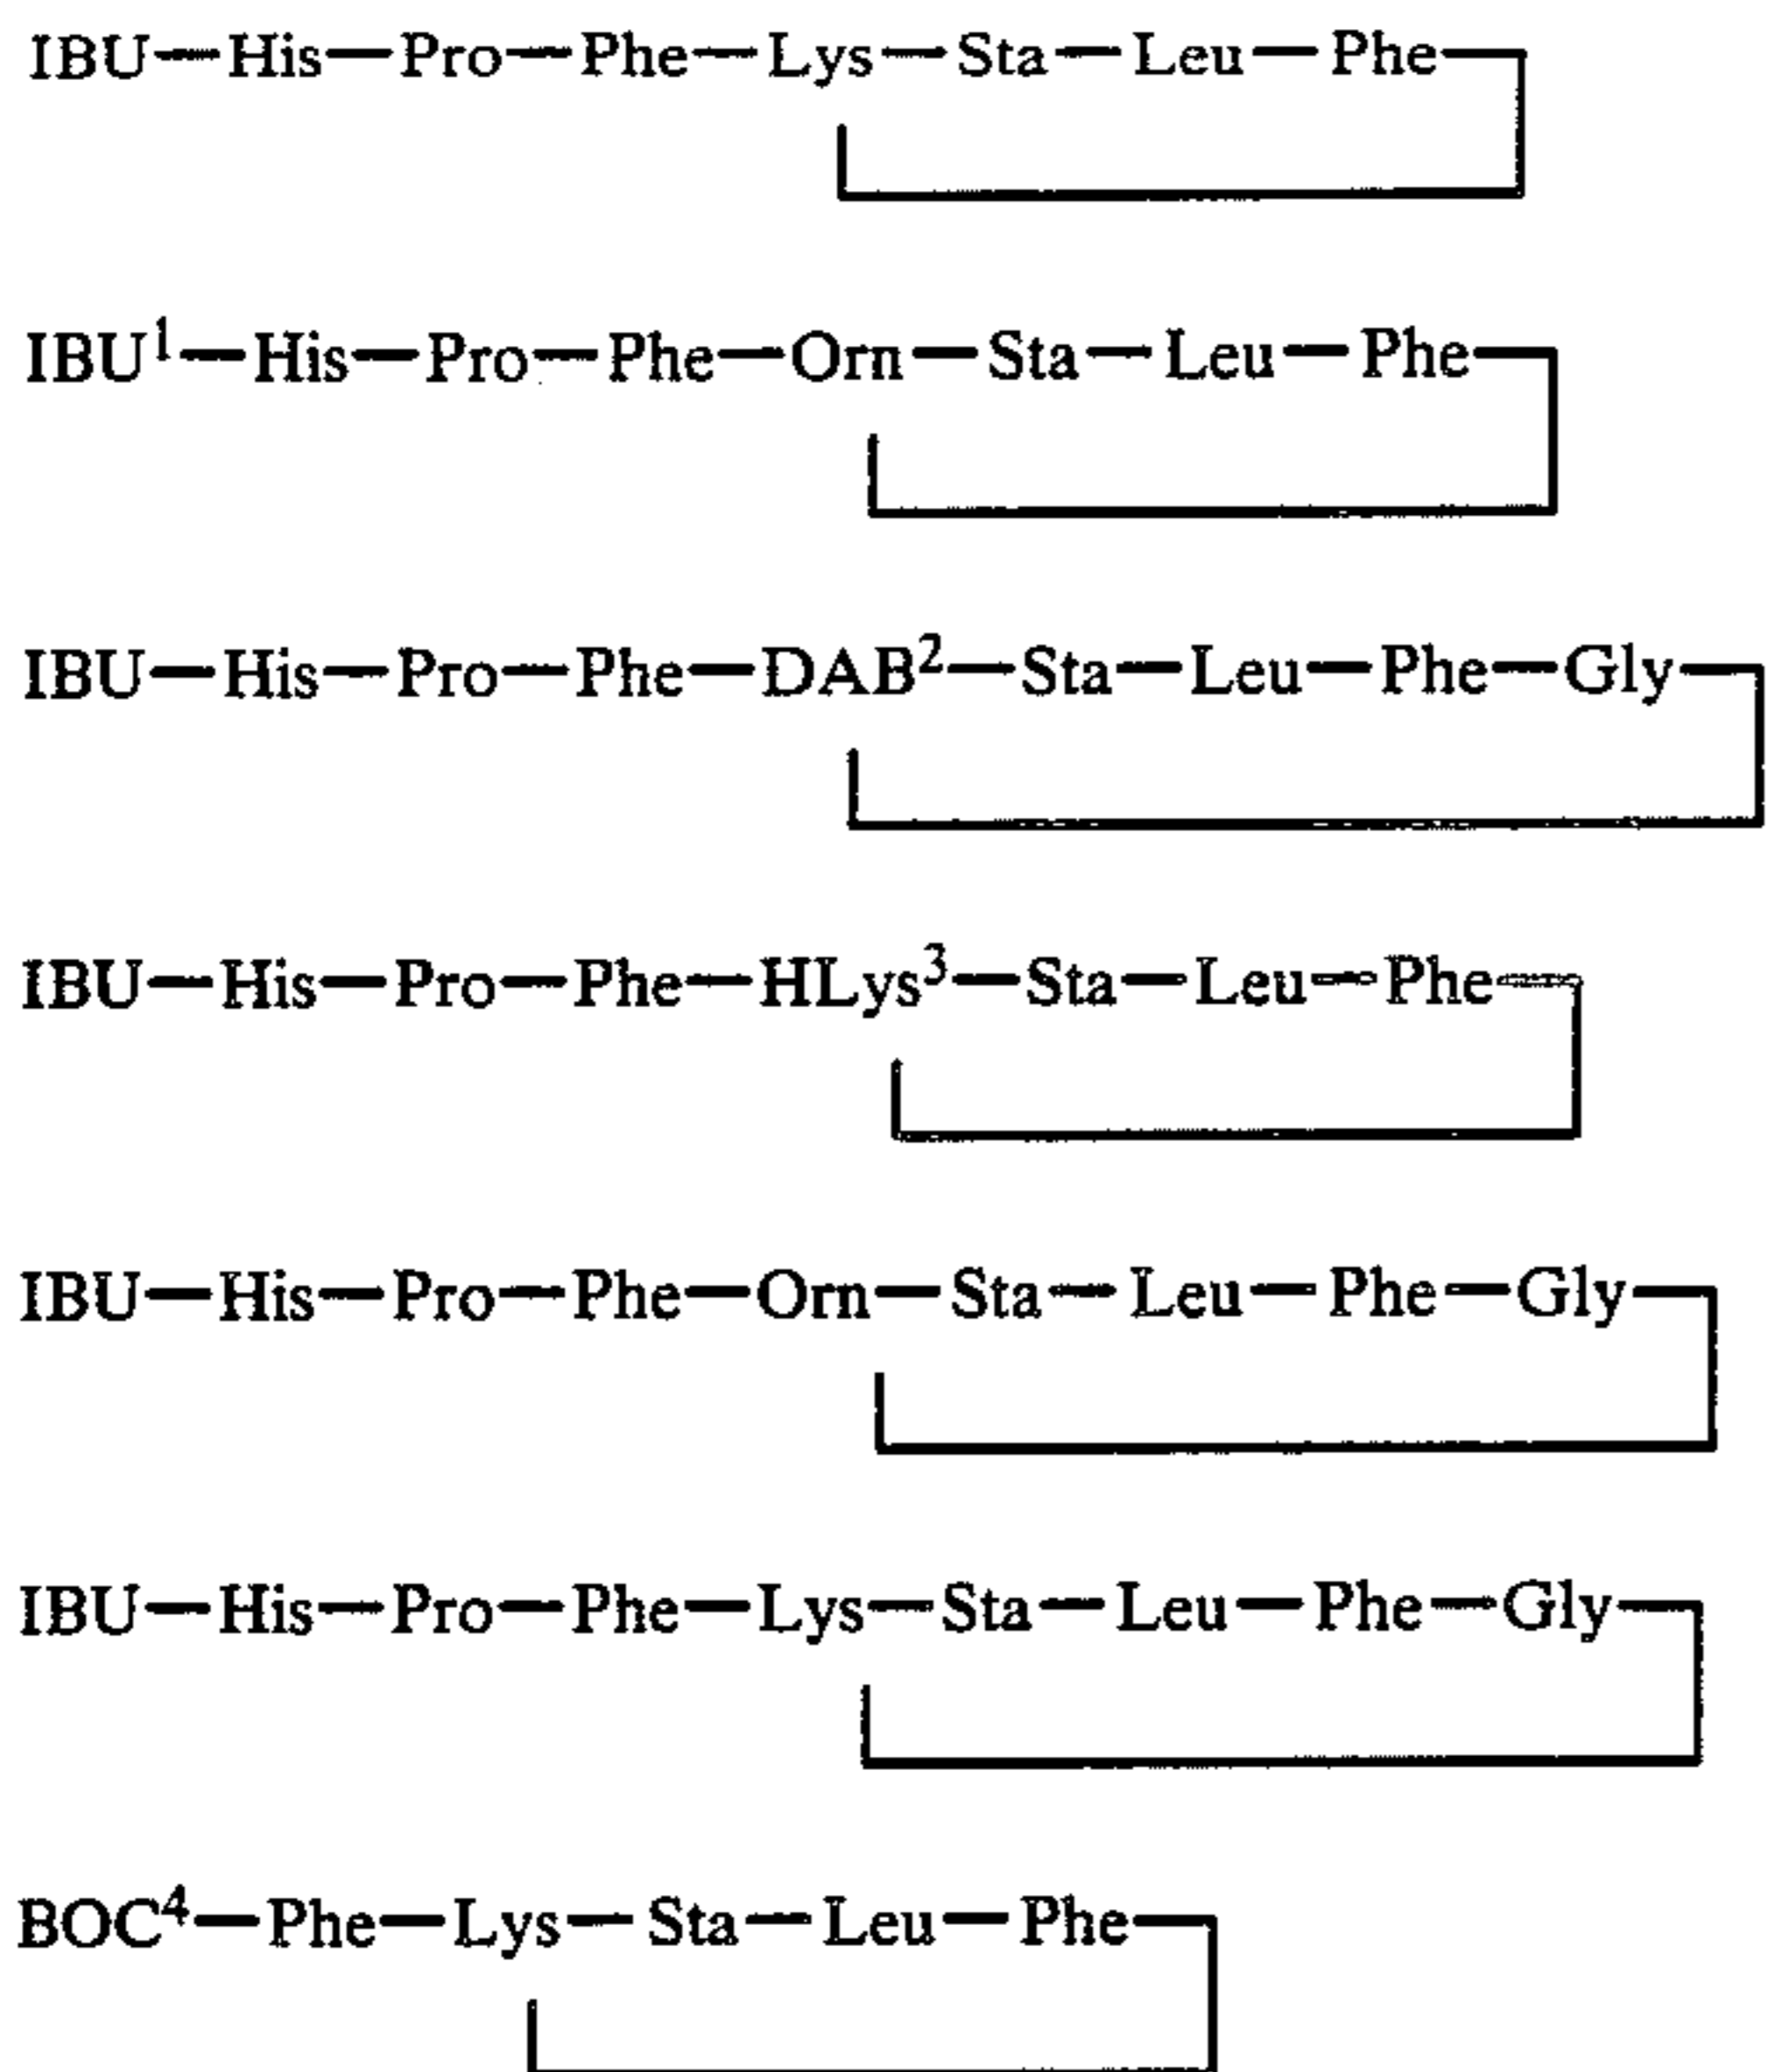 IBU—His—Pro—Phe—Lys—Sta—Leu—Phe
IBU¹—His—Pro—Phe—Orn—Sta—Leu—Phe
IBU—His—Pro—Phe—DAB²—Sta—Leu—Phe—Gly
IBU—His—Pro—Phe—HLys³—Sta—Leu—Phe
IBU—His—Pro—Phe—Orn—Sta—Leu—Phe—Gly
IBU—His—Pro—Phe—Lys—Sta—Leu—Phe—Gly
BOC⁴—Phe—Lys—Sta—Leu—Phe